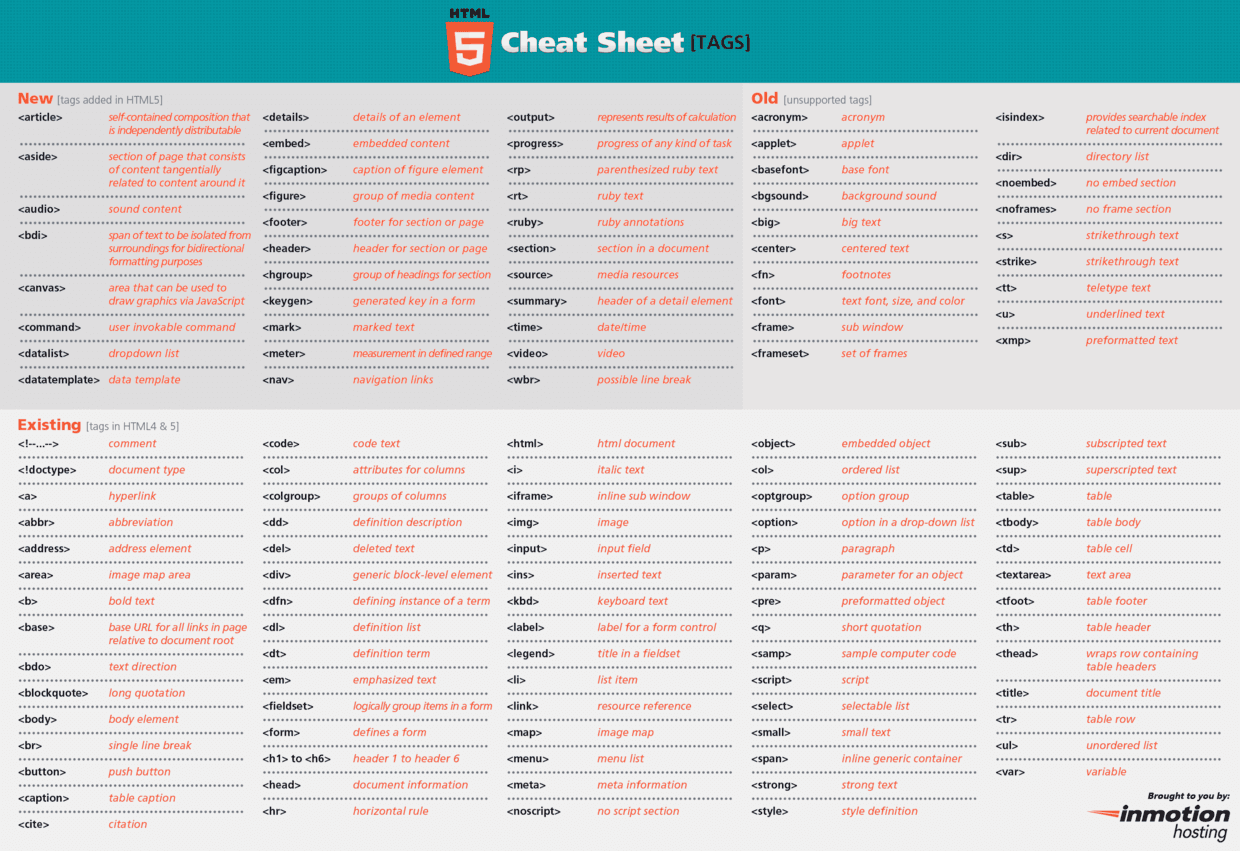 HTML
5 Cheat Sheet [TAGS]
New [tags added in HTML5]
<article> self-contained composition that
is independently distributable
<aside> section of page that consists
of content tangentially
related to content around it
<audio> sound content
<bdi> span of text to be isolated from
surroundings for bidirectional
formatting purposes
<canvas> area that can be used to
draw graphics via JavaScript
<command> user invokable command
<datalist> dropdown list
<datatemplate> data template
<details> details of an element
<embed> embedded content
<figcaption> caption of figure element
<figure> group of media content
<footer> footer for section or page
<header> header for section or page
<hgroup> group of headings for section
<keygen> generated key in a form
<mark> marked text
<meter> measurement in defined range
<nav> navigation links
<output> represents results of calculation
<progress> progress of any kind of task
<rp> parenthesized ruby text
<rt> ruby text
<ruby> ruby annotations
<section> section in a document
<source> media resources
<summary> header of a detail element
<time> date/time
<video> video
<wbr> possible line break
Old [unsupported tags]
<acronym> acronym
<applet> applet
<basefont> base font
<bgsound> background sound
<big> big text
<center> centered text
<fn> footnotes
<font> text font, size, and color
<frame> sub window
<frameset> set of frames
<isindex> provides searchable index
related to current document
<dir> directory list
<noembed> no embed section
<noframes> no frame section
<s> strikethrough text
<strike> strikethrough text
<tt> teletype text
<u> underlined text
<xmp> preformatted text
Existing [tags in HTML4 & 5]
<!--...--> comment
<!doctype> document type
<a> hyperlink
<abbr> abbreviation
<address> address element
<area> image map area
<b> bold text
<base> base URL for all links in page
relative to document root
<bdo> text direction
<blockquote> long quotation
<body> body element
<br> single line break
<button> push button
<caption> table caption
<cite> citation
<code> code text
<col> attributes for columns
<colgroup> groups of columns
<dd> definition description
<del> deleted text
<div> generic block-level element
<dfn> defining instance of a term
<dl> definition list
<dt> definition term
<em> emphasized text
<fieldset> logically group items in a form
<form> defines a form
<h1> to <h6> header 1 to header 6
<head> document information
<hr> horizontal rule
<html> html document
<i> italic text
<iframe> inline sub window
<img> image
<input> input field
<ins> inserted text
<kbd> keyboard text
<label> label for a form control
<legend> title in a fieldset
<li> list item
<link> resource reference
<map> image map
<menu> menu list
<meta> meta information
<noscript> no script section
<object> embedded object
<ol> ordered list
<optgroup> option group
<option> option in a drop-down list
<p> paragraph
<param> parameter for an object
<pre> preformatted object
<q> short quotation
<samp> sample computer code
<script> script
<select> selectable list
<small> small text
<span> inline generic container
<strong> strong text
<style> style definition
<sub> subscripted text
<sup> superscripted text
<table> table
<tbody> table body
<td> table cell
<textarea> text area
<tfoot> table footer
<th> table header
<thead> wraps row containing
table headers
<title> document title
<tr> table row
<ul> unordered list
<var> variable
Brought to you by:
inmotion
hosting